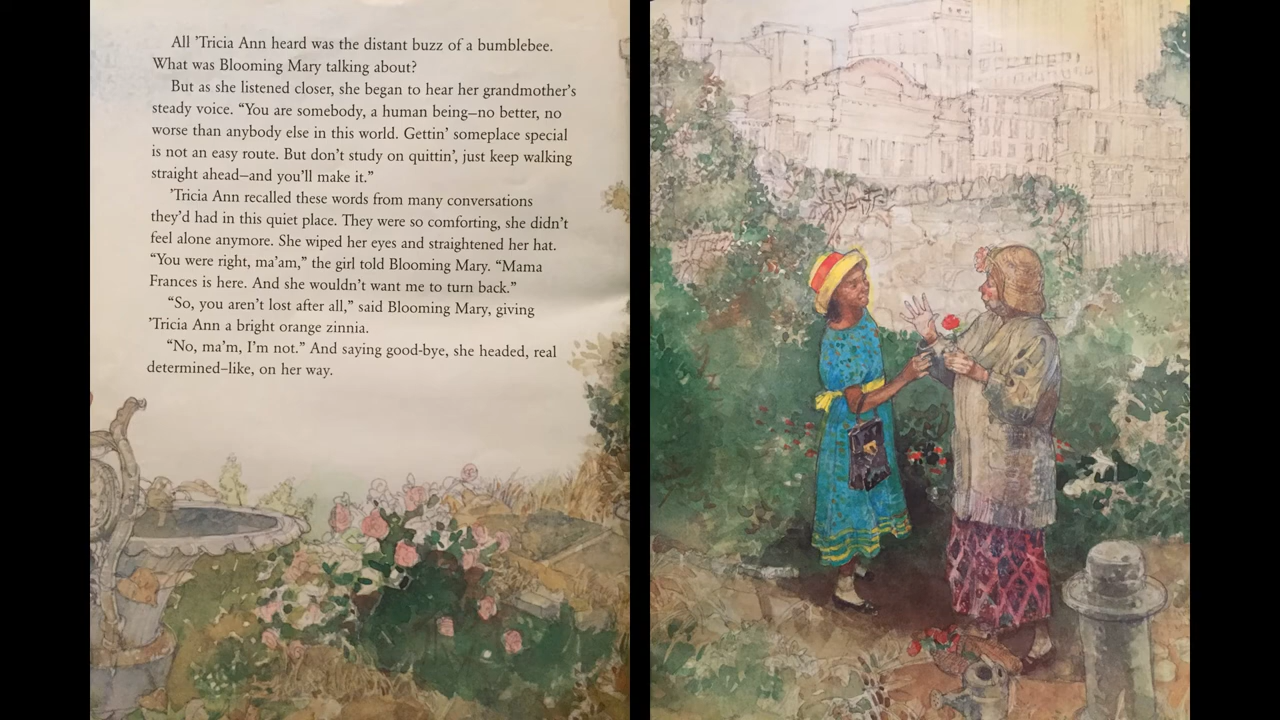 All ’Tricia Ann heard was the distant buzz of a bumblebee.
What was Blooming Mary talking about?
But as she listened closer, she began to hear her grandmother’s
steady voice. “You are somebody, a human being—no better, no
worse than anybody else in this world. Gettin’ someplace special
is not an easy route. But don’t study on quittin’, just keep walking
straight ahead—and you’ll make it.”
’Tricia Ann recalled these words from many conversations
they’d had in this quiet place. They were so comforting, she didn’t
feel alone anymore. She wiped her eyes and straightened her hat.
“You were right, ma’am,” the girl told Blooming Mary. “Mama
Frances is here. And she wouldn’t want me to turn back.”
“So, you aren’t lost after all,” said Blooming Mary, giving
’Tricia Ann a bright orange zinnia.
“No, ma’m, I’m not.” And saying good-bye, she headed, real
determined–like, on her way.